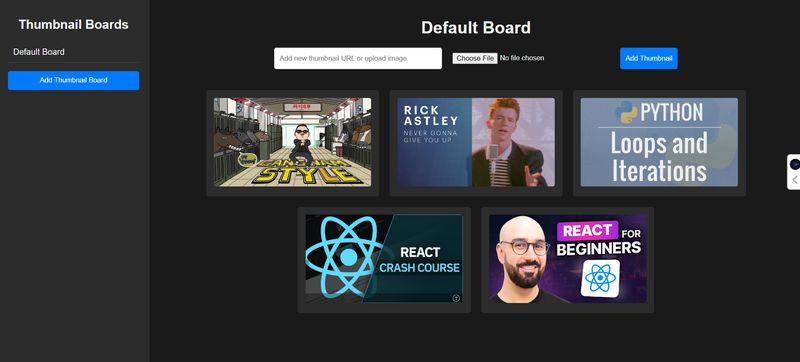 Thumbnail Boards
Default Board
Add Thumbnail Board
Default Board
Add new thumbnail URL or upload image
Choose File No file chosen
Add Thumbnail
GANGNAM
STYLE
RICK
ASTLEY
NEVER GONNA
GIVE YOU UP
PYTHON
Loops and
Iterations
REACT
CRASH COURSE
REACT FOR
BEGINNERS